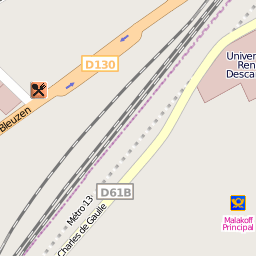 Univer
Ren
Desca
D130
Bleuzen
D61B
Métro 13
Charles de Gaulle
Malakoff
Principal